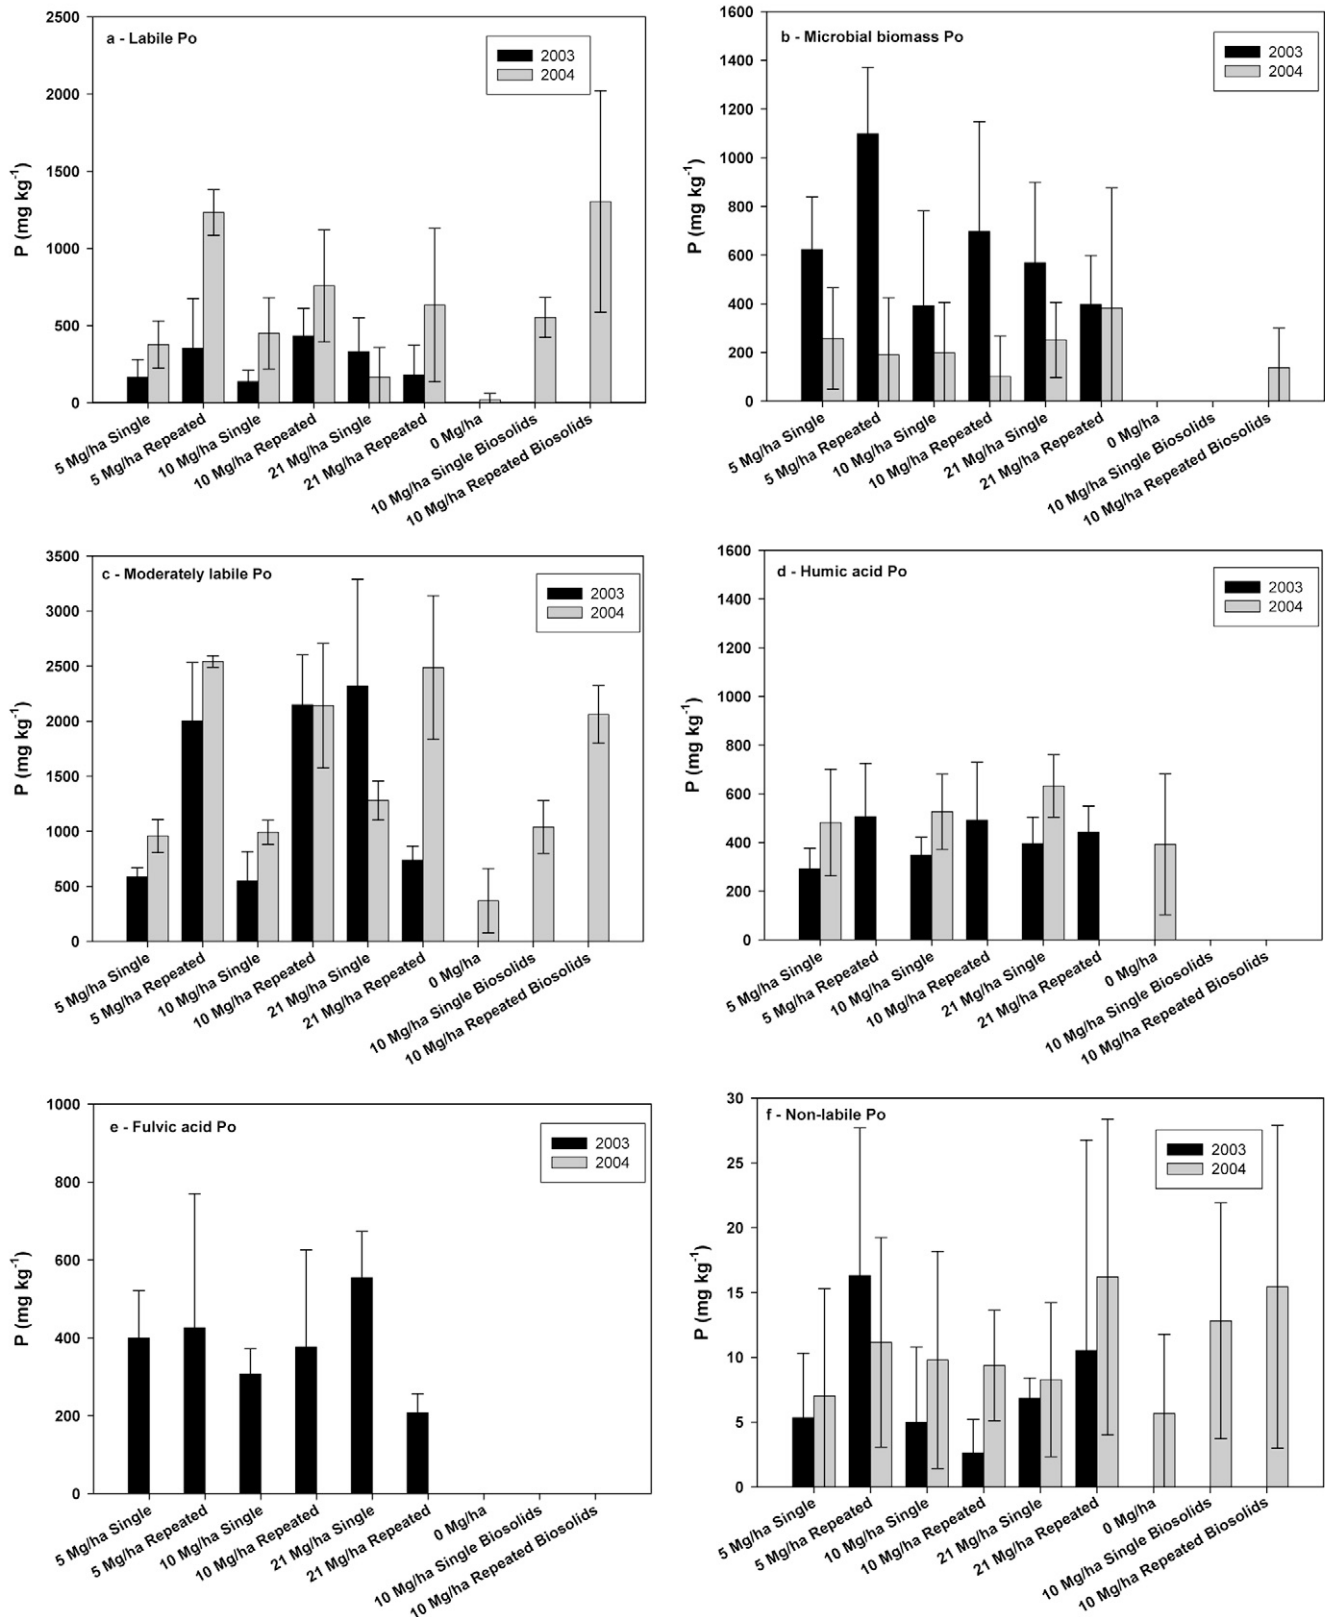 a - Labile Po
2003
2004
P (mg kg-1)
2500
2000
1500
1000
500
0
5 Mg/ha Single
5 Mg/ha Repeated
10 Mg/ha Single
10 Mg/ha Repeated
21 Mg/ha Single
21 Mg/ha Repeated
0 Mg/ha
10 Mg/ha Single Biosolids
10 Mg/ha Repeated Biosolids
b - Microbial biomass Po
2003
2004
P (mg kg-1)
1600
1400
1200
1000
800
600
400
200
0
5 Mg/ha Single
5 Mg/ha Repeated
10 Mg/ha Single
10 Mg/ha Repeated
21 Mg/ha Single
21 Mg/ha Repeated
0 Mg/ha
10 Mg/ha Single Biosolids
10 Mg/ha Repeated Biosolids
c - Moderately labile Po
2003
2004
P (mg kg-1)
3500
3000
2500
2000
1500
1000
500
0
5 Mg/ha Single
5 Mg/ha Repeated
10 Mg/ha Single
10 Mg/ha Repeated
21 Mg/ha Single
21 Mg/ha Repeated
0 Mg/ha
10 Mg/ha Single Biosolids
10 Mg/ha Repeated Biosolids
d - Humic acid Po
2003
2004
P (mg kg-1)
1600
1400
1200
1000
800
600
400
200
0
5 Mg/ha Single
5 Mg/ha Repeated
10 Mg/ha Single
10 Mg/ha Repeated
21 Mg/ha Single
21 Mg/ha Repeated
0 Mg/ha
10 Mg/ha Single Biosolids
10 Mg/ha Repeated Biosolids
e - Fulvic acid Po
2003
2004
P (mg kg-1)
1000
800
600
400
200
0
5 Mg/ha Single
5 Mg/ha Repeated
10 Mg/ha Single
10 Mg/ha Repeated
21 Mg/ha Single
21 Mg/ha Repeated
0 Mg/ha
10 Mg/ha Single Biosolids
10 Mg/ha Repeated Biosolids
f - Non-labile Po
2003
2004
P (mg kg-1)
30
25
20
15
10
5
0
5 Mg/ha Single
5 Mg/ha Repeated
10 Mg/ha Single
10 Mg/ha Repeated
21 Mg/ha Single
21 Mg/ha Repeated
0 Mg/ha
10 Mg/ha Single Biosolids
10 Mg/ha Repeated Biosolids